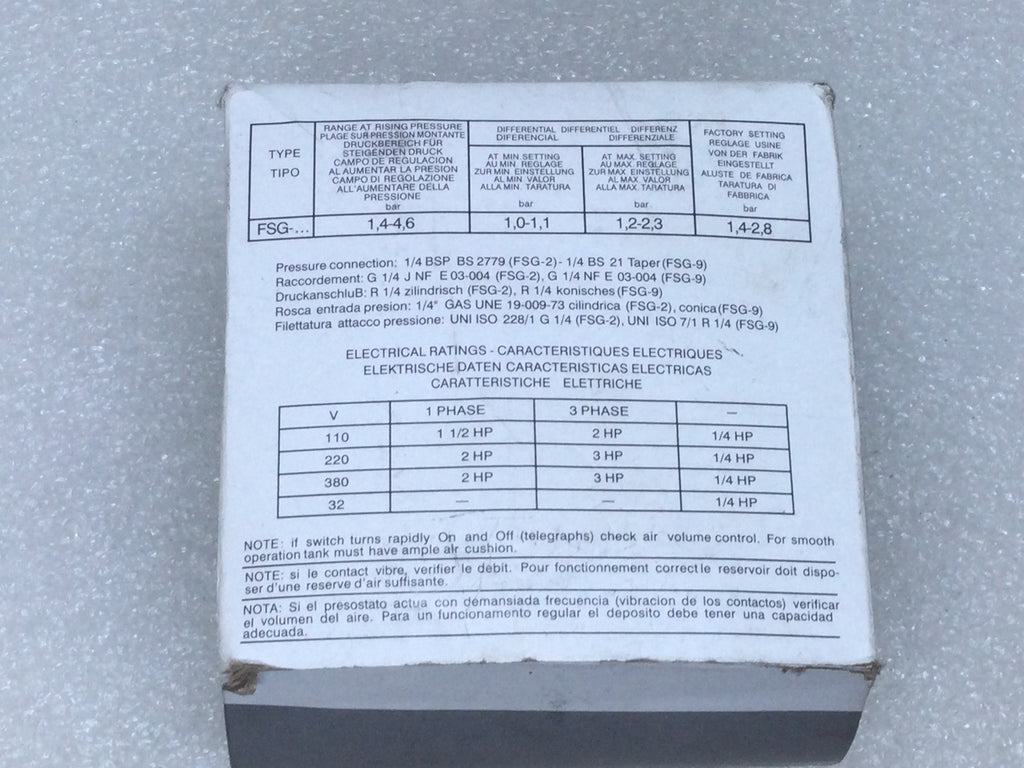 TYPE
TIPO
RANGE AT RISING PRESSURE
PLAGE SUR PRESSION MONTANTE
DRUCKBEREICH FÜR
STEIGENDEN DRUCK
CAMPO DE REGULACION
AL AUMENTAR LA PRESION
CAMPO DI REGOLAZIONE
ALL'AUMENTARE DELLA
PRESSIONE
bar
DIFFERENTIAL DIFFERENTIEL DIFFERENZ
DIFERENCIAL DIFFERENZIALE
AT MIN SETTING
AU MIN REGLAGE
ZUR MIN EINSTELLUNG
AL MIN VALOR
ALLA MIN. TARATURA
bar
AT MAX. SETTING
AU MAX. REGLAGE
ZUR MAX. EINSTELLUNG
AL MAX. VALOR
ALLA MAX. TARATURA
bar
FACTORY SETTING
REGLAGE USINE
VON DER FABRIK
EINGESTELLT
ALUSTE DE FABRICA
TARATURA DI
FABBRICA
bar
FSG-... 1,4-4,6 1,0-1,1 1,2-2,3 1,4-2,8
Pressure connection: 1/4 BSP BS 2779 (FSG-2)- 1/4 BS 21 Taper (FSG-9)
Raccordement: G 1/4 J NF E 03-004 (FSG-2), G 1/4 NF E 03-004 (FSG-9)
DruckanschluB: R 1/4 zilindrisch (FSG-2), R 1/4 konisches (FSG-9)
Rosca entrada presion: 1/4" GAS UNE 19-009-73 cilindrica (FSG-2), conica (FSG-9)
Filettatura attacco pressione: UNI ISO 228/1 G 1/4 (FSG-2), UNI ISO 7/1 R 1/4 (FSG-9)
ELECTRICAL RATINGS - CARACTERISTIQUES ELECTRIQUES
ELEKTRISCHE DATEN CARACTERISTICAS ELECTRICAS
CARATTERISTICHE ELETTRICHE
V 1 PHASE 3 PHASE —
110 1 1/2 HP 2 HP 1/4 HP
220 2 HP 3 HP 1/4 HP
380 2 HP 3 HP 1/4 HP
32 — — 1/4 HP
NOTE: if switch turns rapidly On and Off (telegraphs) check air volume control. For smooth
operation tank must have ample air cushion.
NOTE: si le contact vibre, verifier le debit. Pour fonctionnement correct le reservoir doit dispo-
ser d'une reserve d'air suffisante.
NOTA: Si el presostato actua con demansiada frecuencia (vibracion de los contactos) verificar
el volumen del aire. Para un funcionamento regular el deposito debe tener una capacidad
adecuada.